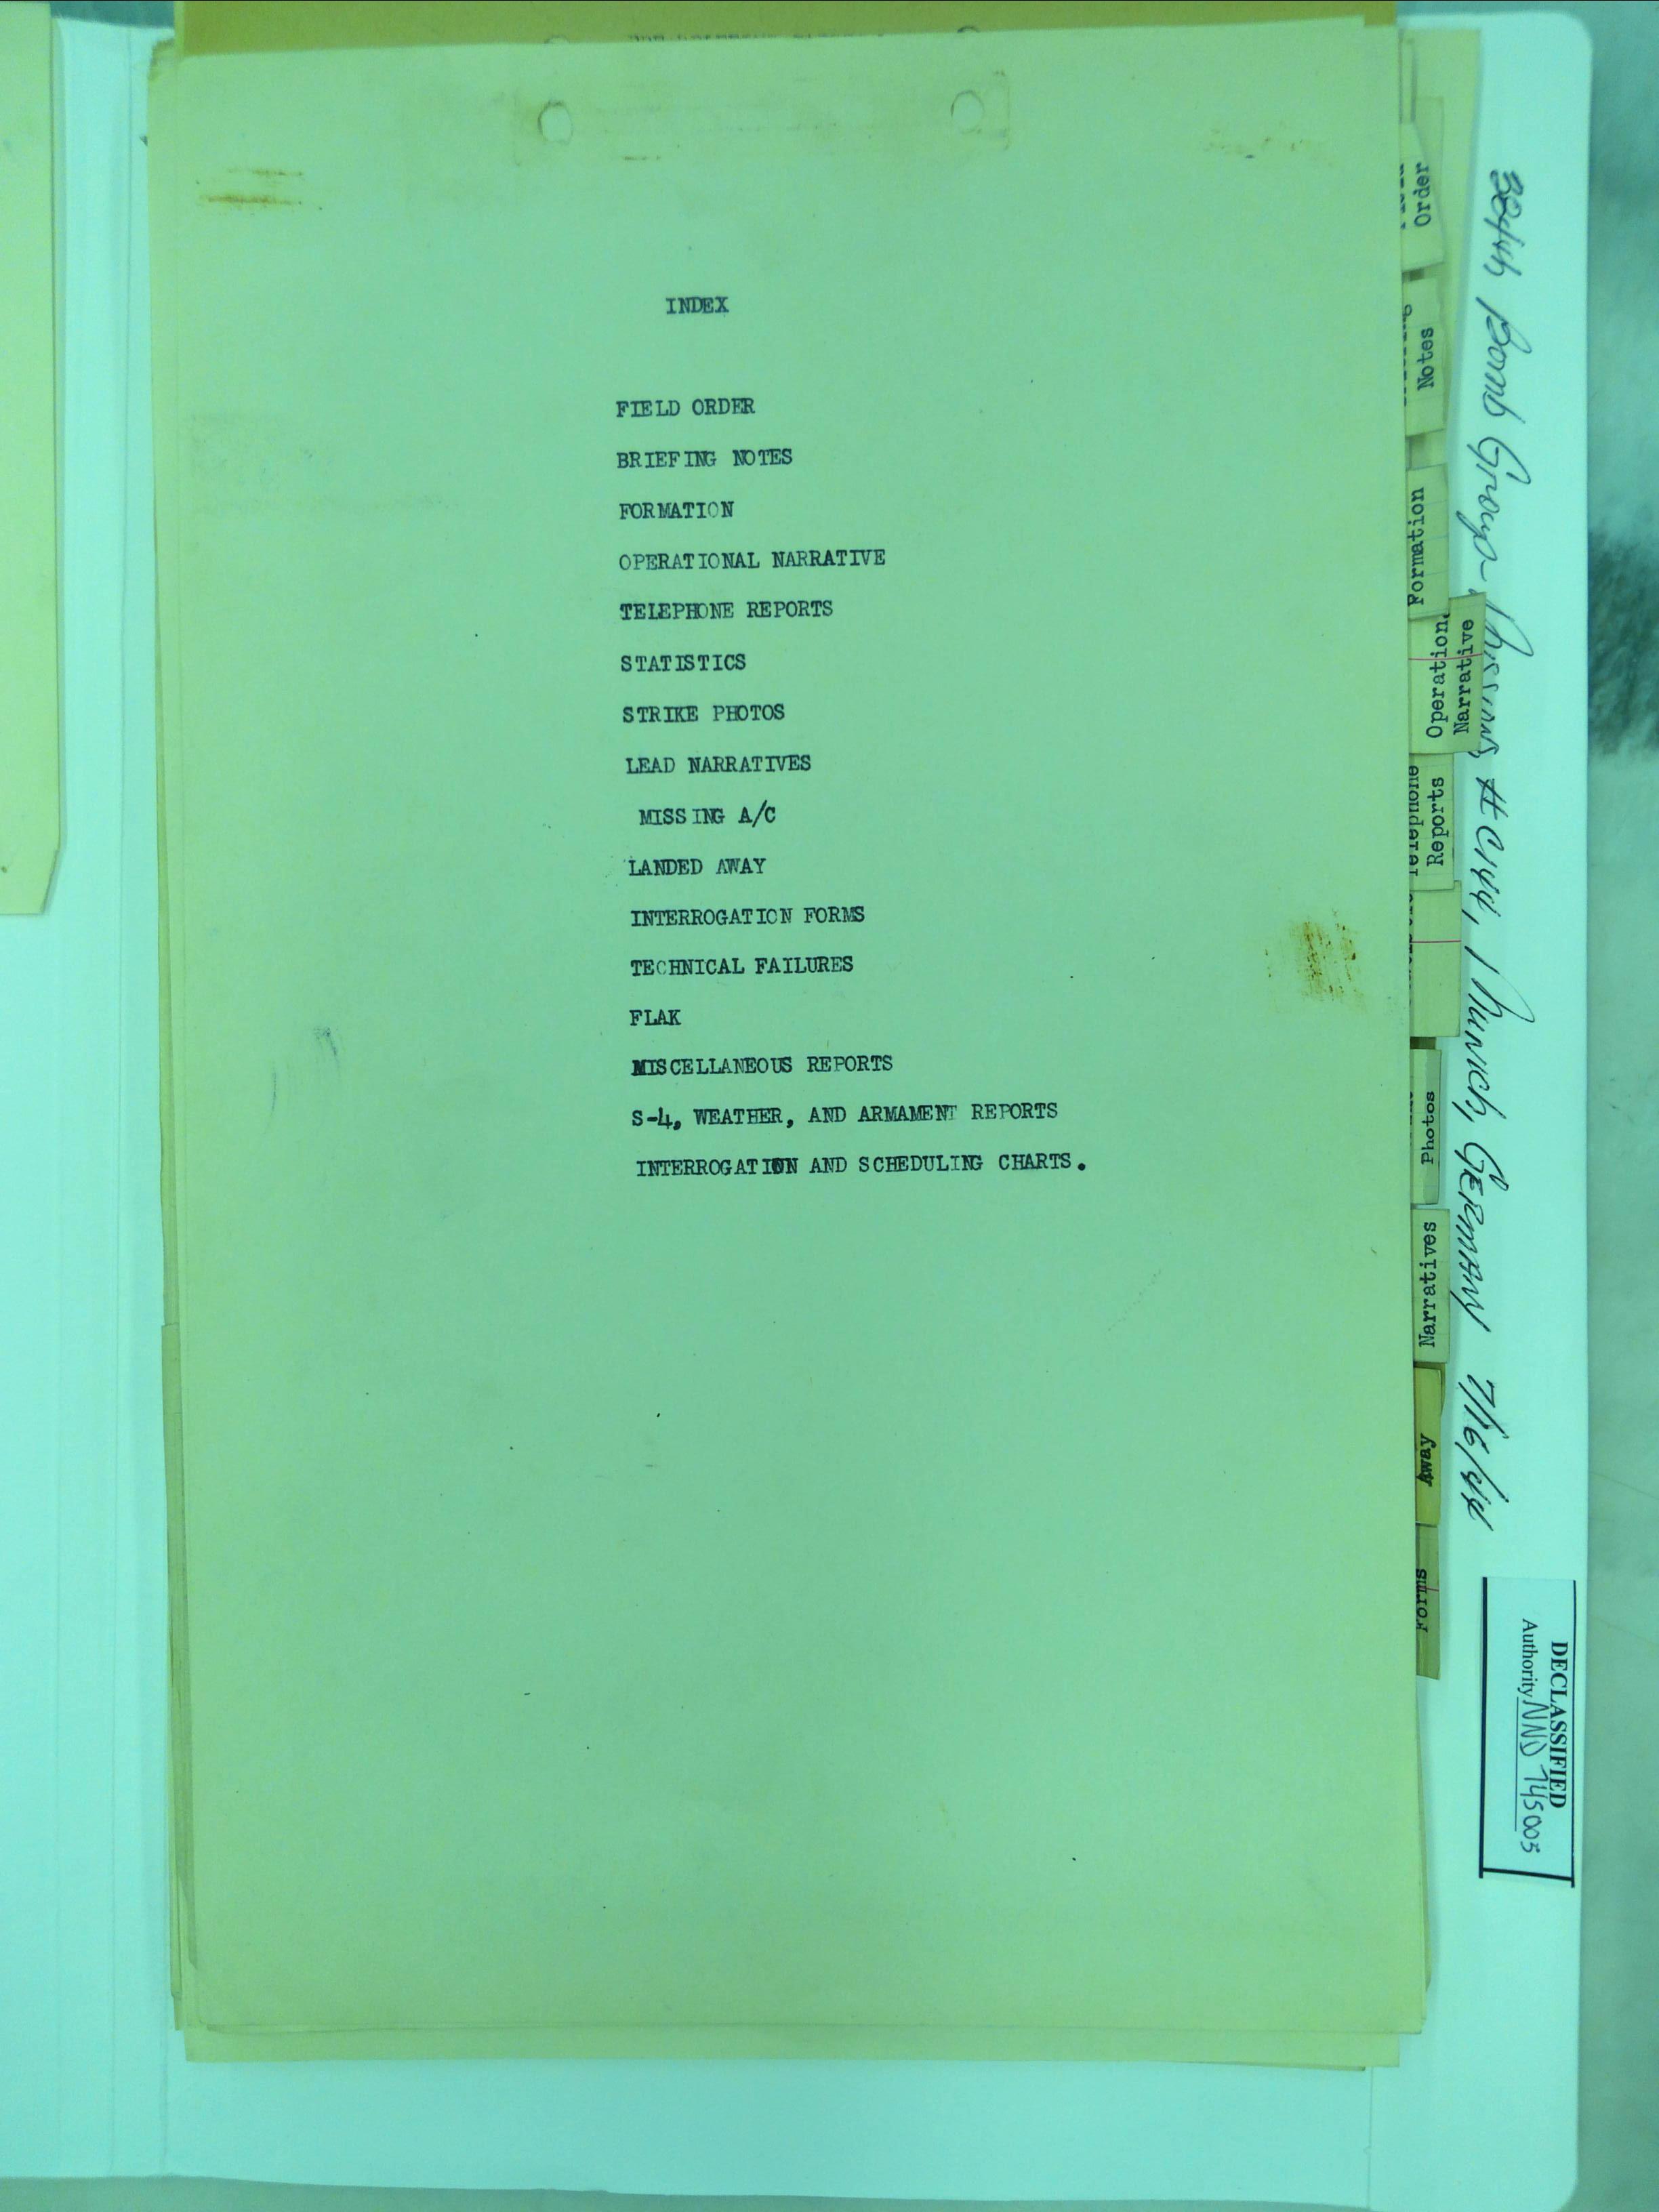 INDEX
FIELD ORDER
BRIEFING NOTES
FORMATION
OPERATIONAL NARRATIVE
TELEPHONE REPORTS
STATISTICS
STRIKE PHOTOS
LEAD NARRATIVES
MISSING A/C
LANDED AWAY
INTERROGATION FORMS
TECHNICAL FAILURES
FLAK
MISCELLANEOUS REPORTS
S-4, WEATHER, AND ARMAMENT REPORTS
INTERROGATION AND SCHEDULING CHARTS.
Order
Notes
Formation
Operation
Narrative
Telephone
Reports
Photos
Narratives
Away
Forms
384th Bomb Group - Missing #C144, Munich, GERMANY 7/16/44
DECLASSIFIED
Authority NND 745005